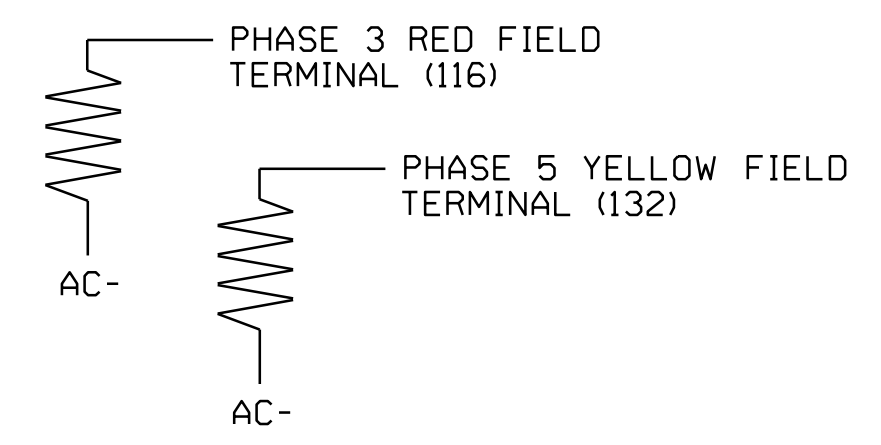 PHASE 3 RED FIELD
TERMINAL (116)
AC-
PHASE 5 YELLOW FIELD
TERMINAL (132)
AC-